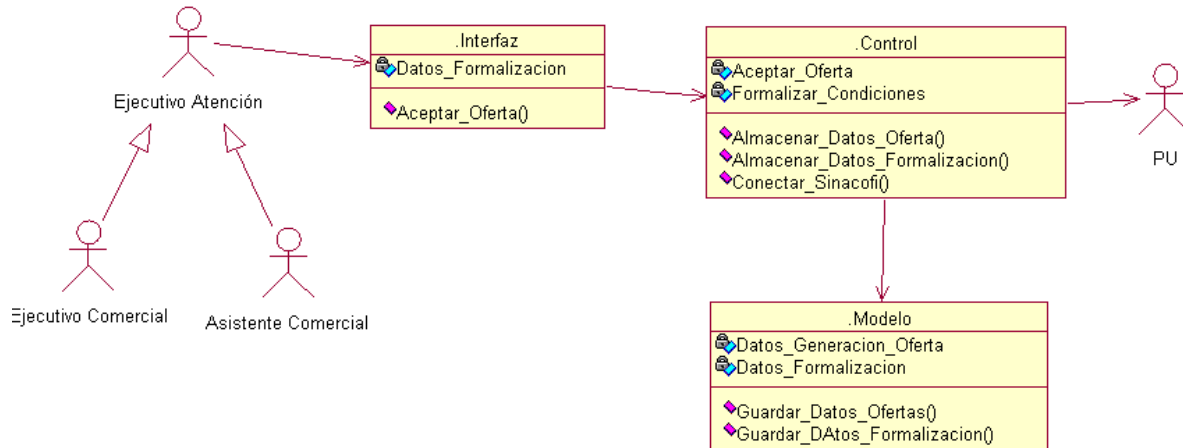 Ejecutivo Atención
.Interfaz
Datos_Formalizacion
Aceptar_Oferta()
.Control
Aceptar_Oferta
Formalizar_Condiciones
Almacenar_Datos_Oferta()
Almacenar_Datos_Formalizacion()
Conectar_Sinacofi()
PU
Ejecutivo Comercial
Asistente Comercial
.Modelo
Datos_Generacion_Oferta
Datos_Formalizacion
Guardar_Datos_Ofertas()
Guardar_DAtos_Formalizacion()